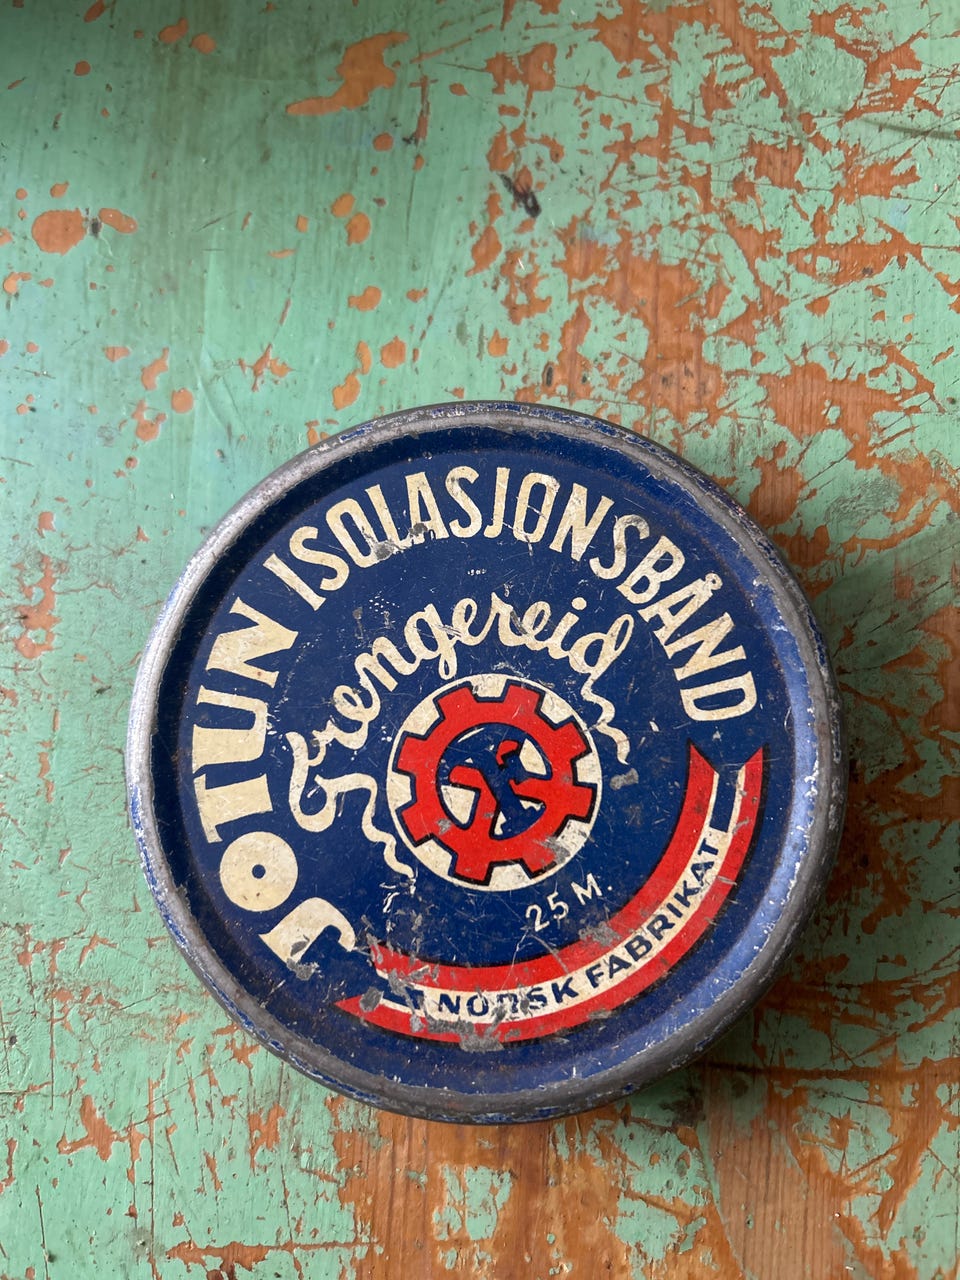 JOTUN ISOLASJONSBÅND
Grengereid
25 M.
NORSK FABRIKAT